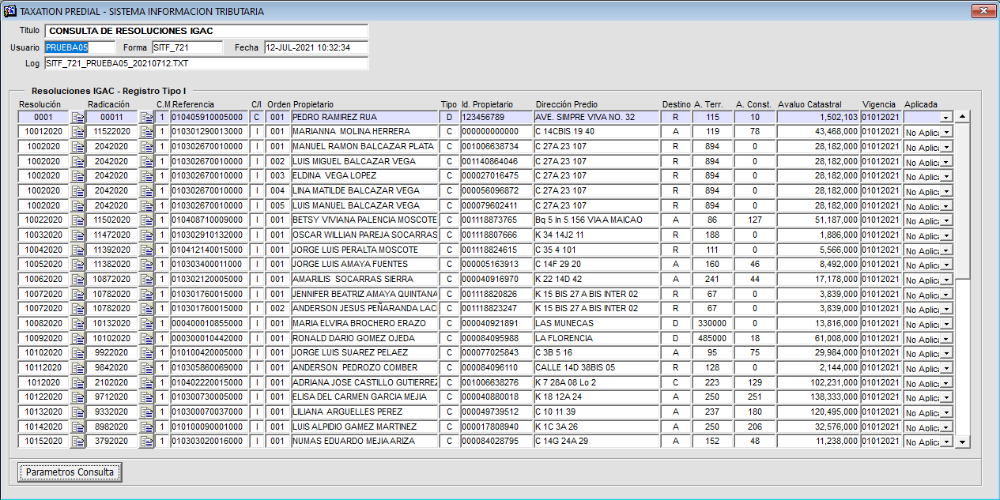 TAXATION PREDIAL - SISTEMA INFORMACION TRIBUTARIA
Titulo CONSULTA DE RESOLUCIONES IGAC
Usuario PRUEBA05 Forma SITF_721 Fecha 12-JUL-2021 10:32:34
Log SITF_721_PRUEBA05_20210712.TXT
Resoluciones IGAC - Registro Tipo I
Resolución Radicación C.M. Referencia C/I Orden Propietario Tipo Id. Propietario Dirección Predio Destino A. Terr. A. Const. Avaluo Catastral Vigencia Aplicada
0001 00011 1 010405910005000 C 001 PEDRO RAMIREZ RUA D 123456789 AVE. SIMPRE VIVA NO. 32 R 115 10 1,502,103 01012021
10012020 11522020 1 010301290013000 I 001 MARIANNA MOLINA HERRERA C 000000000000 C 14CBIS 19 40 A 119 78 43,468,000 01012021 No Aplica
1002020 2042020 1 010302670010000 I 001 MANUEL RAMON BALCAZAR PLATA C 001006638734 C 27A 23 107 R 894 0 28,182,000 01012021 No Aplica
1002020 2042020 1 010302670010000 I 002 LUIS MIGUEL BALCAZAR VEGA C 001140864046 C 27A 23 107 R 894 0 28,182,000 01012021 No Aplica
1002020 2042020 1 010302670010000 I 003 ELDINA VEGA LOPEZ C 000027016475 C 27A 23 107 R 894 0 28,182,000 01012021 No Aplica
1002020 2042020 1 010302670010000 I 004 LINA MATILDE BALCAZAR VEGA C 000056096872 C 27A 23 107 R 894 0 28,182,000 01012021 No Aplica
1002020 2042020 1 010302670010000 I 005 LUIS MANUEL BALCAZAR VEGA C 000079602411 C 27A 23 107 R 894 0 28,182,000 01012021 No Aplica
10022020 11502020 1 010408710009000 I 001 BETSY VIVIANA PALENCIA MOSCOTE C 001118873765 Bq 5 In 5 156 VIA A MAICAO A 86 127 51,187,000 01012021 No Aplica
10032020 11472020 1 010302910132000 I 001 OSCAR WILLIAN PAREJA SOCARRAS C 001118807666 K 34 14J2 11 R 188 0 1,886,000 01012021 No Aplica
10042020 11392020 1 010412140015000 I 001 JORGE LUIS PERALTA MOSCOTE C 001118824615 C 35 4 101 R 111 0 5,566,000 01012021 No Aplica
10052020 11382020 1 010303400011000 I 001 JORGE LUIS AMAYA FUENTES C 000005163913 C 14F 29 20 A 160 46 8,492,000 01012021 No Aplica
10062020 10872020 1 010302120005000 I 001 AMARILIS SOCARRAS SIERRA C 000040916970 K 22 14D 42 A 241 44 17,178,000 01012021 No Aplica
10072020 10782020 1 010301760015000 I 001 JENNIFER BEATRIZ AMAYA QUINTANA C 001118820826 K 15 BIS 27 A BIS INTER 02 R 67 0 3,839,000 01012021 No Aplica
10072020 10782020 1 010301760015000 I 002 ANDERSON JESUS PEÑARANDA LAC C 001118823247 K 15 BIS 27 A BIS INTER 02 R 67 0 3,839,000 01012021 No Aplica
10082020 10132020 1 000400010855000 I 001 MARIA ELVIRA BROCHERO ERAZO C 000040921891 LAS MUNECAS D 330000 0 13,816,000 01012021 No Aplica
10092020 10102020 1 000300010442000 I 001 RONALD DARIO GOMEZ OJEDA C 000084095988 LA FLORENCIA D 485000 18 61,008,000 01012021 No Aplica
10102020 9922020 1 010100420005000 I 001 JORGE LUIS SUAREZ PELAEZ C 000077025843 C 3B 5 16 A 95 75 29,984,000 01012021 No Aplica
10112020 9842020 1 010305860069000 I 001 ANDERSON PEDROZO COMBER C 000084096110 CALLE 14D 38BIS 05 R 128 0 2,144,000 01012021 No Aplica
1012020 2102020 1 010402220015000 I 001 ADRIANA JOSE CASTILLO GUTIERREZ C 001006638276 K 7 28A 08 Lo 2 C 223 129 102,231,000 01012021 No Aplica
10122020 9712020 1 010300730005000 I 001 ELISA DEL CARMEN GARCIA MEJIA C 000040880018 K 18 12A 24 A 250 251 138,333,000 01012021 No Aplica
10132020 9332020 1 010300070037000 I 001 LILIANA ARGUELLES PEREZ C 000049739512 C 10 11 39 A 237 180 120,495,000 01012021 No Aplica
10142020 8982020 1 010100090001000 I 001 LUIS ALPIDIO GAMEZ MARTINEZ C 000017808940 K 1C 3A 26 A 250 206 32,576,000 01012021 No Aplica
10152020 3792020 1 010303020016000 I 001 NUMAS EDUARDO MEJIA ARIZA C 000084028795 C 14G 24A 29 A 152 48 11,238,000 01012021 No Aplica
Parametros Consulta